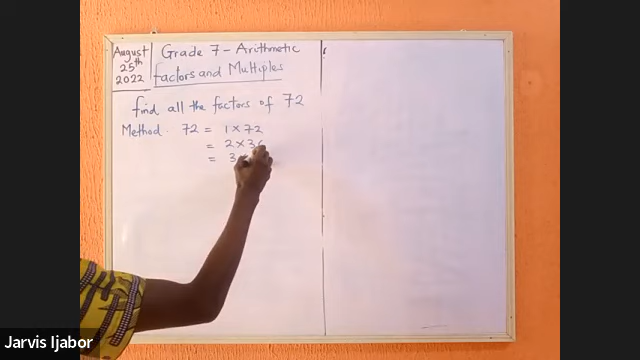 August
25th
2022
Grade 7 - Arithmetic
factors and Multiples
find all the factors of 72
Method. 72 = 1 × 72
= 2 × 36
= 3
Jarvis Ijabor